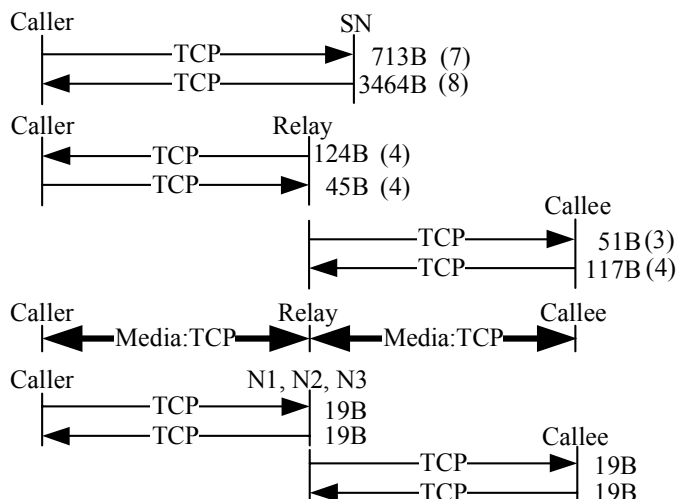 Caller SN
TCP 713B (7)
TCP 3464B (8)
Caller Relay
TCP 124B (4)
TCP 45B (4)
Callee
TCP 51B (3)
TCP 117B (4)
Caller Relay Callee
Media:TCP Media:TCP
Caller N1, N2, N3
TCP 19B
TCP 19B
Callee
TCP 19B
TCP 19B